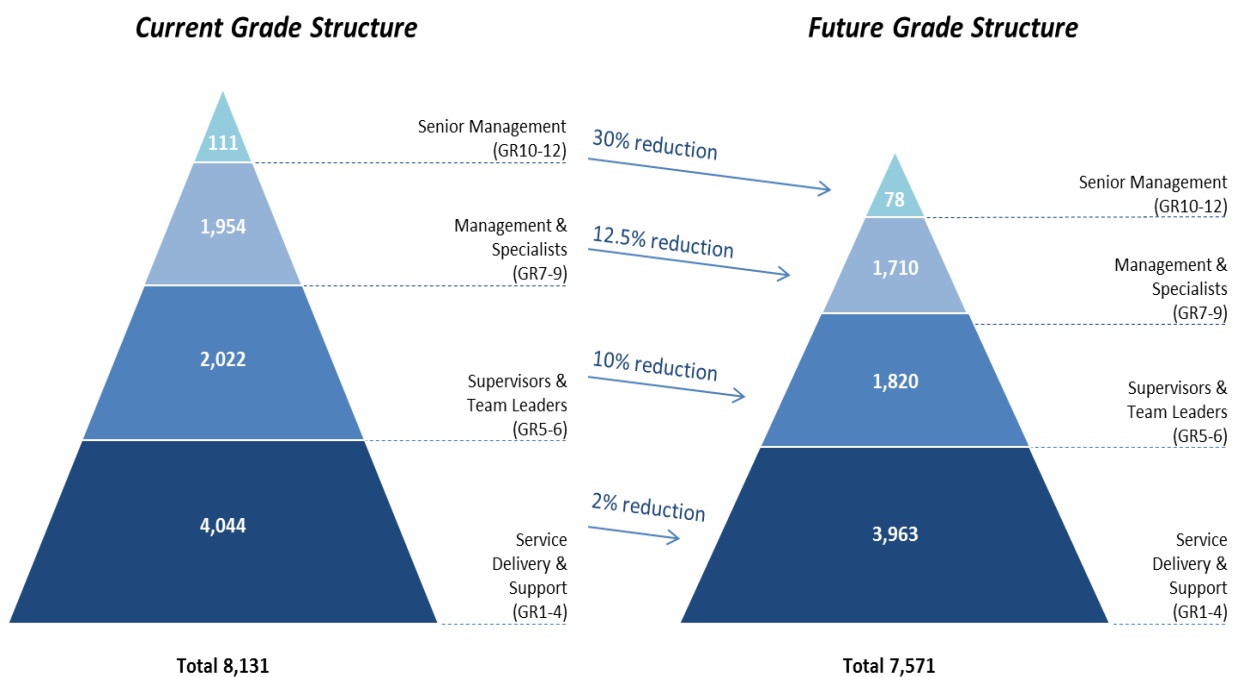 Current Grade Structure
Future Grade Structure
111
Senior Management
(GR10-12)
1,954
Management &
Specialists
(GR7-9)
2,022
Supervisors &
Team Leaders
(GR5-6)
4,044
Service
Delivery &
Support
(GR1-4)
Total 8,131
30% reduction
12.5% reduction
10% reduction
2% reduction
78
Senior Management
(GR10-12)
1,710
Management &
Specialists
(GR7-9)
1,820
Supervisors &
Team Leaders
(GR5-6)
3,963
Service
Delivery &
Support
(GR1-4)
Total 7,571